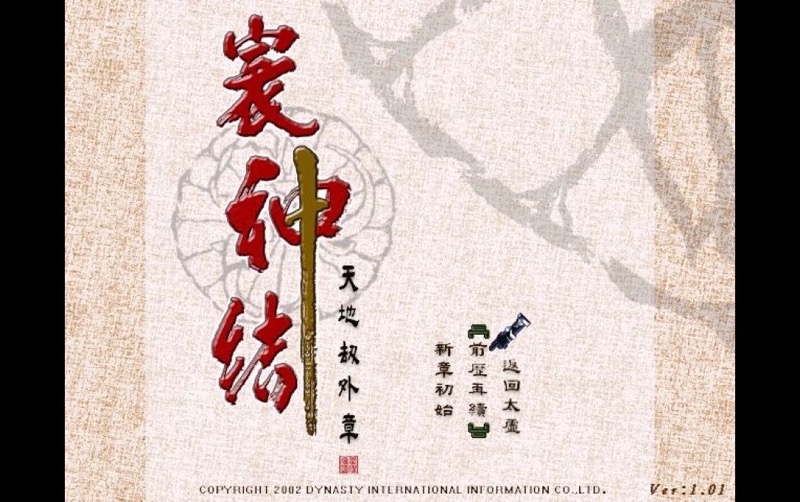 寰神結
天地劫外章
新章初始
前歷再續
返回太虛
COPYRIGHT 2002 DYNASTY INTERNATIONAL INFORMATION CO.,LTD.
Ver:1.01